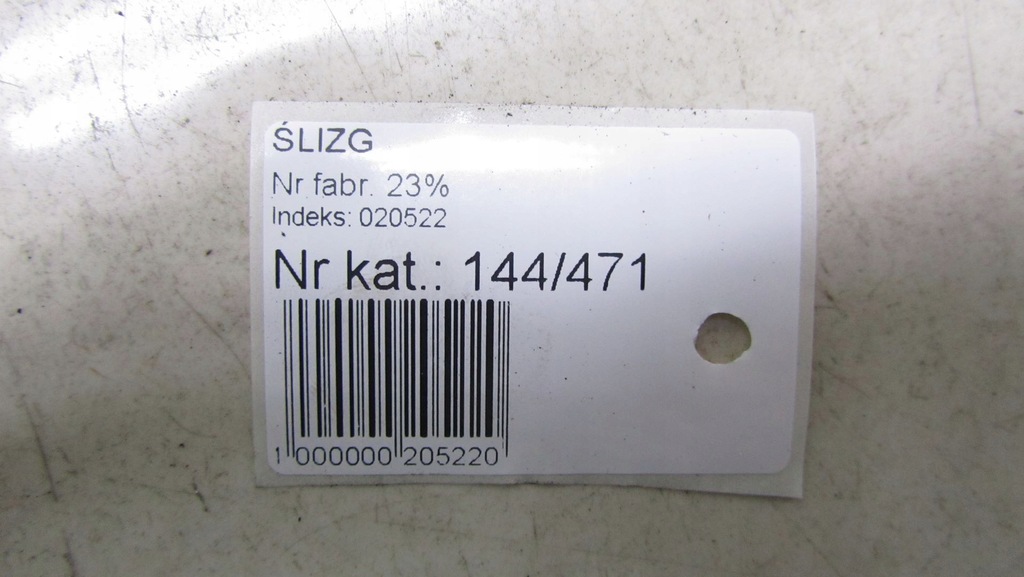 ŚLIZG
Nr fabr. 23%
Indeks: 020522
Nr kat.: 144/471
1 000000 205220